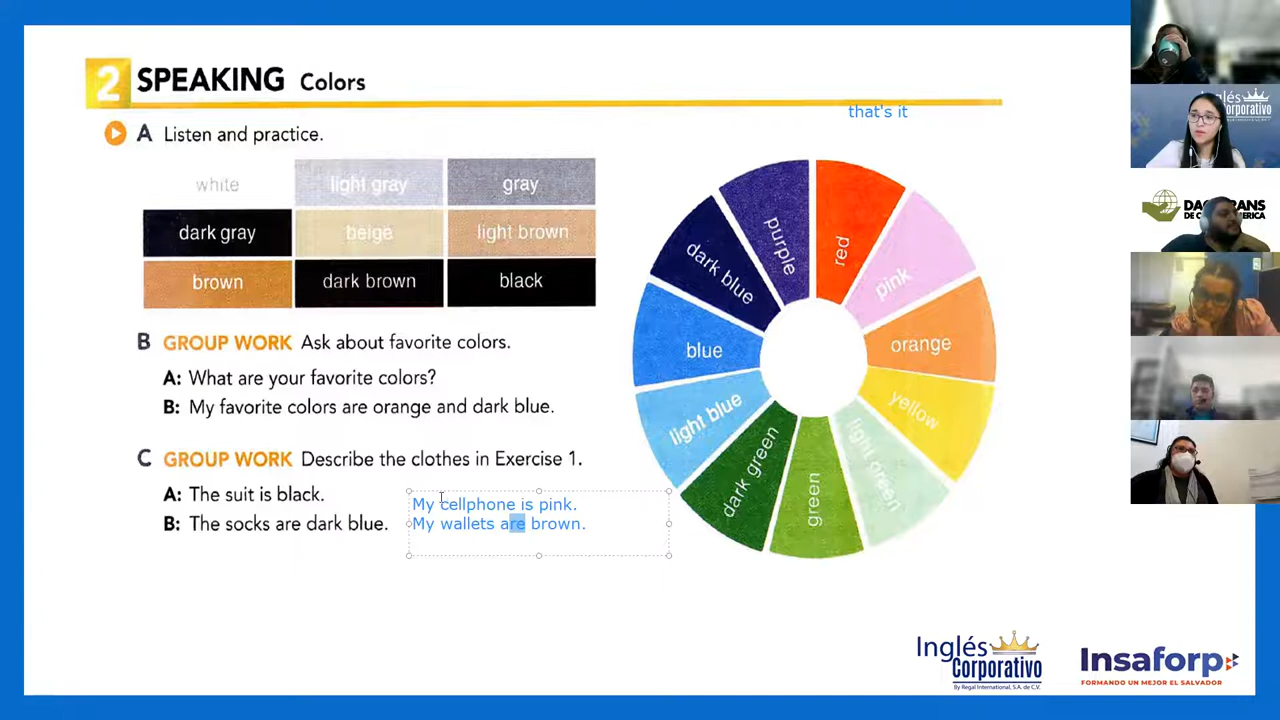 2 SPEAKING Colors
that's it
A Listen and practice.
white light gray gray
dark gray beige light brown
brown dark brown black
purple
red
pink
orange
yellow
light green
green
dark green
light blue
blue
dark blue
B GROUP WORK Ask about favorite colors.
A: What are your favorite colors?
B: My favorite colors are orange and dark blue.
C GROUP WORK Describe the clothes in Exercise 1.
A: The suit is black.
B: The socks are dark blue.
My cellphone is pink.
My wallets are brown.
Inglés
Corporativo
By Regal International, S.A. de C.V.
Insaforp
FORMANDO UN MEJOR EL SALVADOR